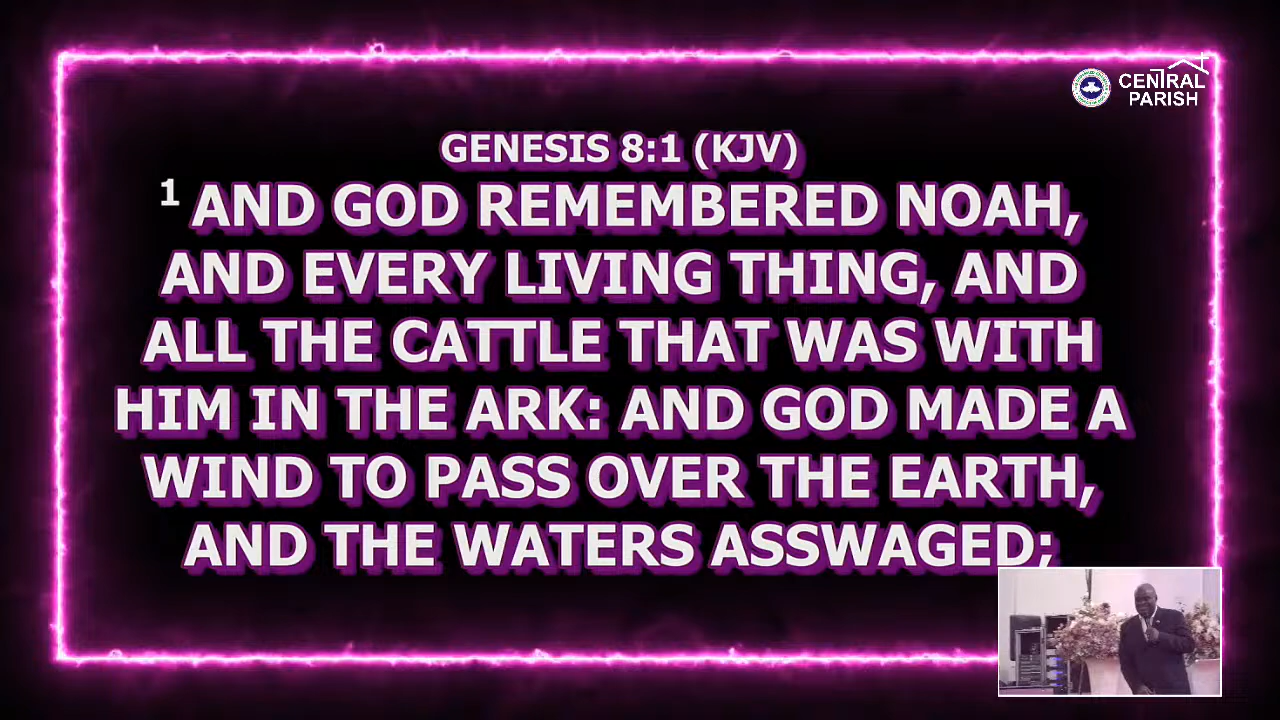 CENTRAL
PARISH
GENESIS 8:1 (KJV)
1 AND GOD REMEMBERED NOAH,
AND EVERY LIVING THING, AND
ALL THE CATTLE THAT WAS WITH
HIM IN THE ARK: AND GOD MADE A
WIND TO PASS OVER THE EARTH,
AND THE WATERS ASSWAGED;